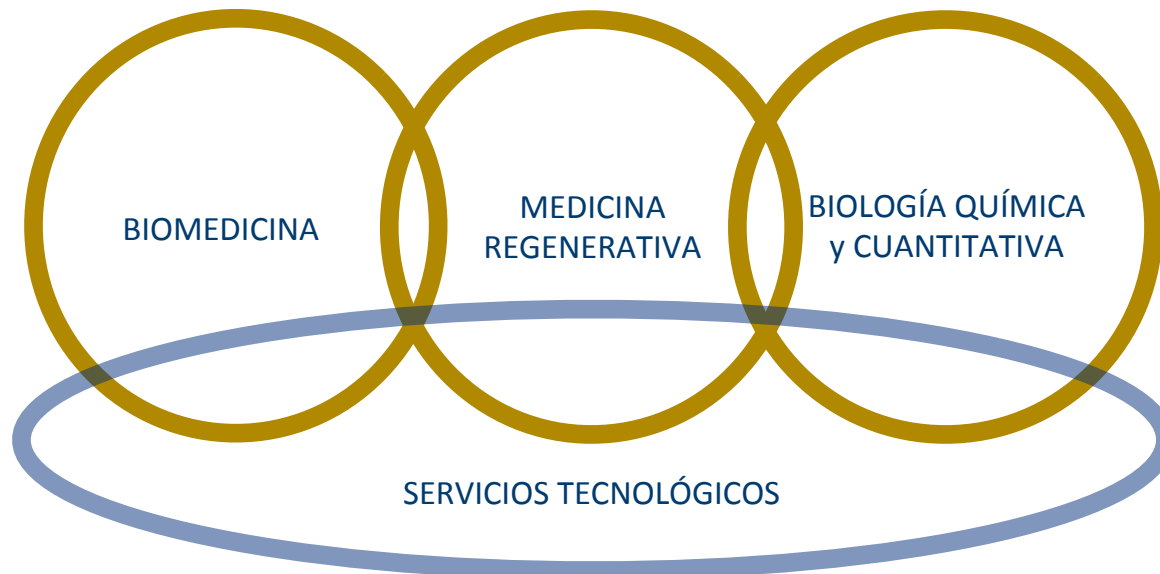 BIOMEDICINA
MEDICINA
REGENERATIVA
BIOLOGÍA QUÍMICA
y CUANTITATIVA
SERVICIOS TECNOLÓGICOS